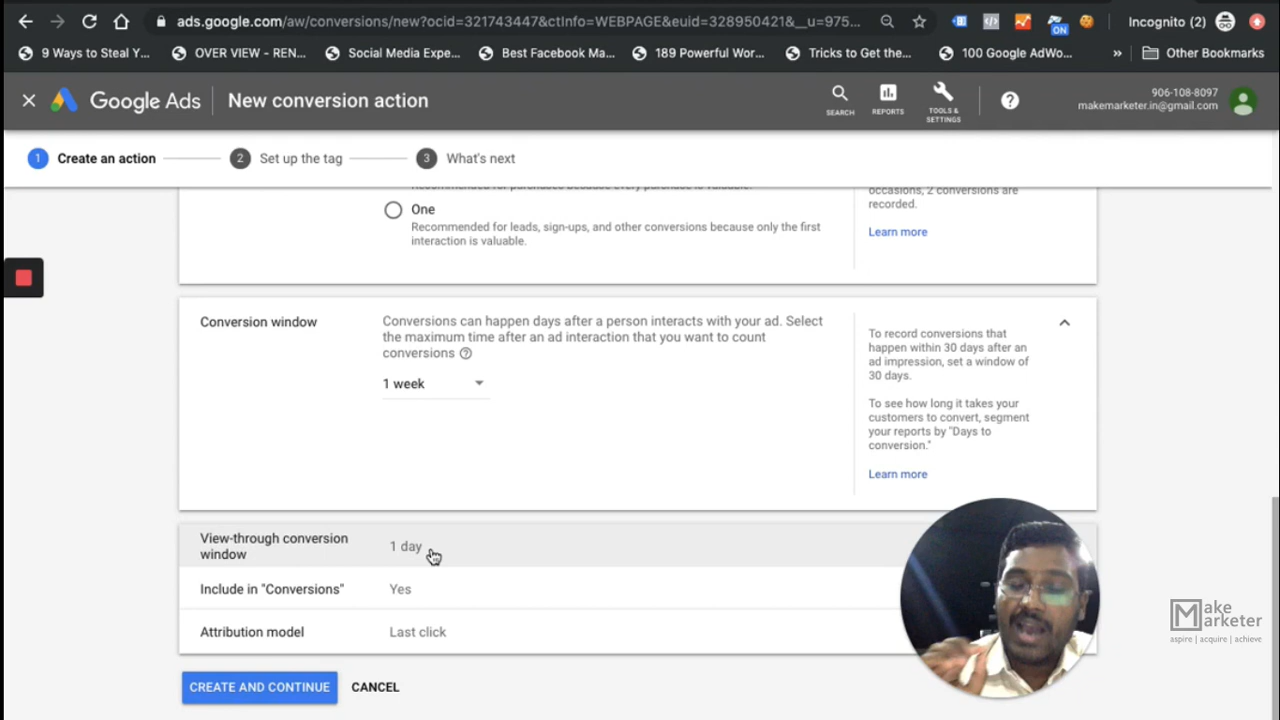 ads.google.com/aw/conversions/new?ocid=321743447&ctInfo=WEBPAGE&euid=328950421&__u=975...
Incognito (2)
ON
9 Ways to Steal Y...
OVER VIEW - REN...
Social Media Expe...
Best Facebook Ma...
189 Powerful Wor...
Tricks to Get the...
100 Google AdWo...
»
Other Bookmarks
Google Ads
New conversion action
SEARCH
REPORTS
TOOLS &
SETTINGS
906-108-8097
makemarketer.in@gmail.com
1 Create an action
2 Set up the tag
3 What's next
Recommended for purchases because every purchase is valuable.
One
Recommended for leads, sign-ups, and other conversions because only the first
interaction is valuable.
occasions, 2 conversions are
recorded.
Learn more
Conversion window
Conversions can happen days after a person interacts with your ad. Select
the maximum time after an ad interaction that you want to count
conversions
1 week
To record conversions that
happen within 30 days after an
ad impression, set a window of
30 days.
To see how long it takes your
customers to convert, segment
your reports by "Days to
conversion."
Learn more
View-through conversion
window
1 day
Include in "Conversions"
Yes
Attribution model
Last click
CREATE AND CONTINUE
CANCEL
Make
Marketer
aspire | acquire | achieve